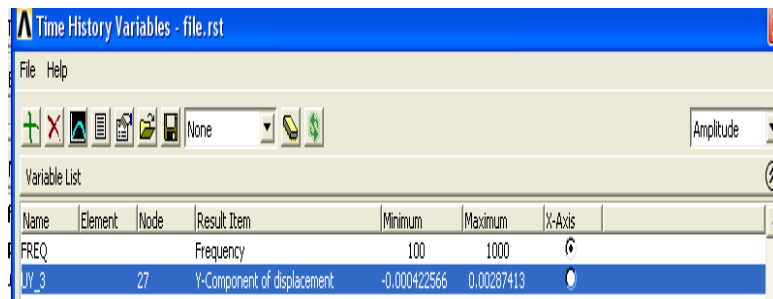 Time History Variables - file.rst
File Help
None Amplitude
Variable List
Name Element Node Result Item Minimum Maximum X-Axis
FREQ Frequency 100 1000
UY_3 27 Y-Component of displacement -0.000422566 0.00287413